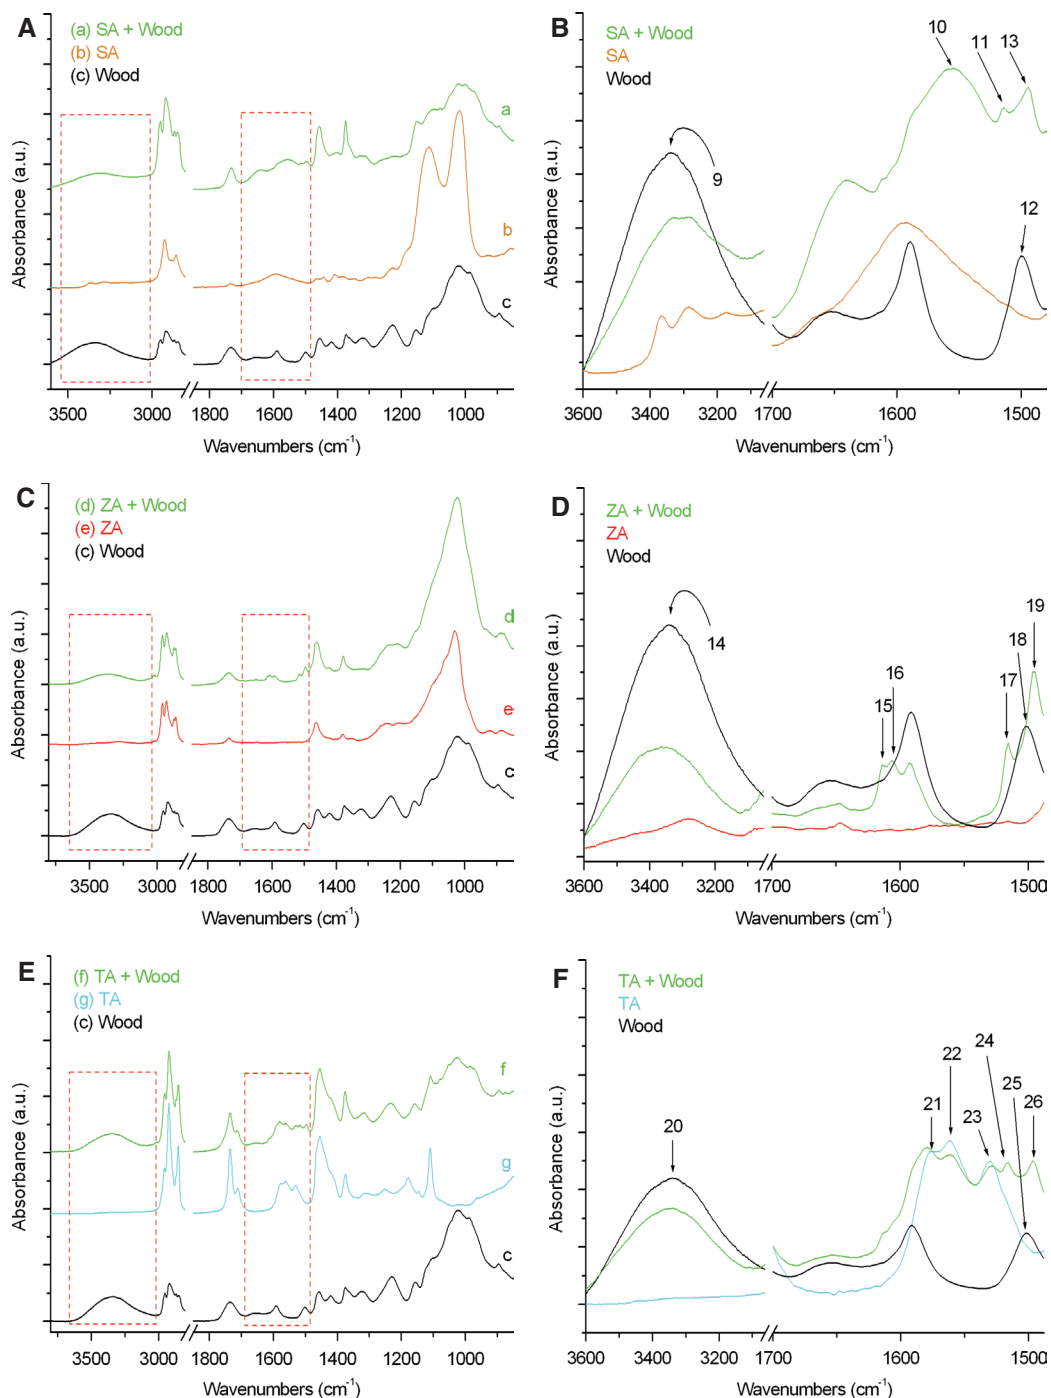 A
(a) SA + Wood
(b) SA
(c) Wood
a
b
c
Absorbance (a.u.)
3500 3000 1800 1600 1400 1200 1000
Wavenumbers (cm-1)
B
SA + Wood
SA
Wood
9
10
11
13
12
Absorbance (a.u.)
3600 3400 3200 1700 1600 1500
Wavenumbers (cm-1)
C
(d) ZA + Wood
(e) ZA
(c) Wood
d
e
c
Absorbance (a.u.)
3500 3000 1800 1600 1400 1200 1000
Wavenumbers (cm-1)
D
ZA + Wood
ZA
Wood
14
15
16
17
18
19
Absorbance (a.u.)
3600 3400 3200 1700 1600 1500
Wavenumbers (cm-1)
E
(f) TA + Wood
(g) TA
(c) Wood
f
g
c
Absorbance (a.u.)
3500 3000 1800 1600 1400 1200 1000
Wavenumbers (cm-1)
F
TA + Wood
TA
Wood
20
21
22
23
24
25
26
Absorbance (a.u.)
3600 3400 3200 1700 1600 1500
Wavenumbers (cm-1)